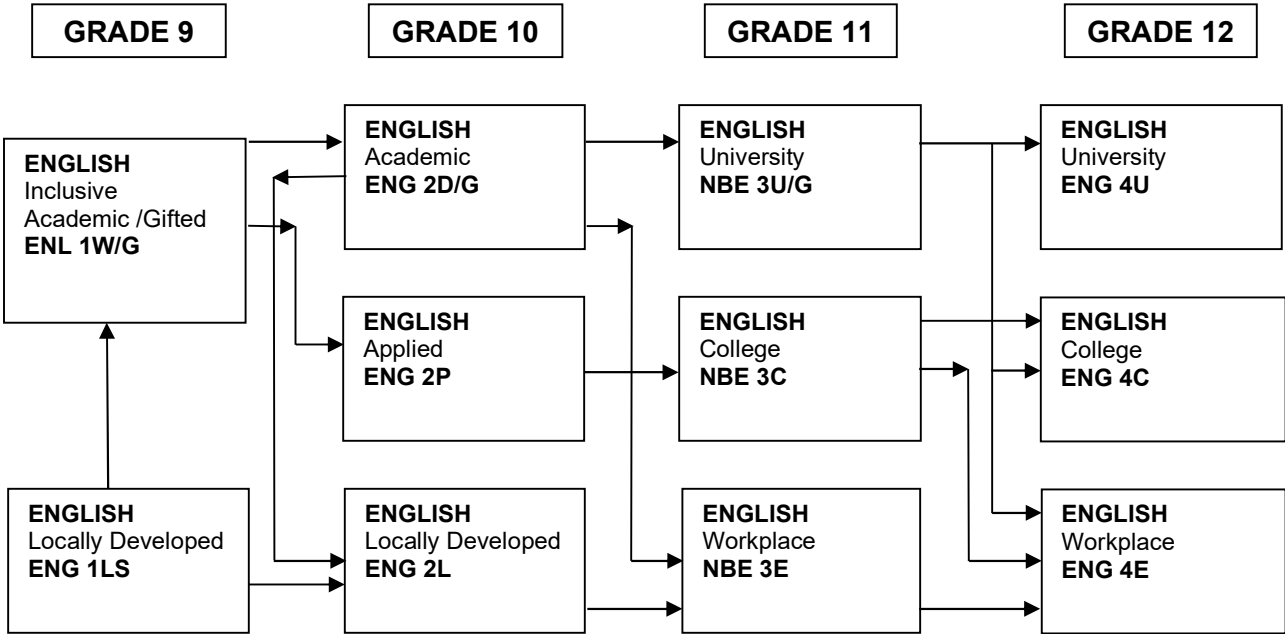 GRADE 9
GRADE 10
GRADE 11
GRADE 12
ENGLISH
Inclusive
Academic /Gifted
ENL 1W/G
ENGLISH
Academic
ENG 2D/G
ENGLISH
University
NBE 3U/G
ENGLISH
University
ENG 4U
ENGLISH
Applied
ENG 2P
ENGLISH
College
NBE 3C
ENGLISH
College
ENG 4C
ENGLISH
Locally Developed
ENG 1LS
ENGLISH
Locally Developed
ENG 2L
ENGLISH
Workplace
NBE 3E
ENGLISH
Workplace
ENG 4E